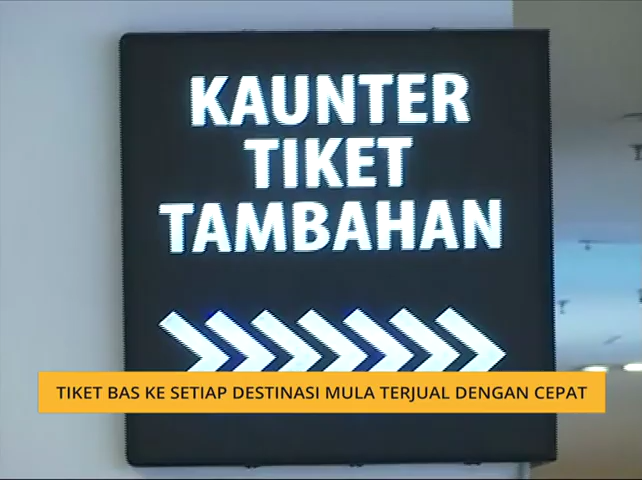 KAUNTER
TIKET
TAMBAHAN
TIKET BAS KE SETIAP DESTINASI MULA TERJUAL DENGAN CEPAT